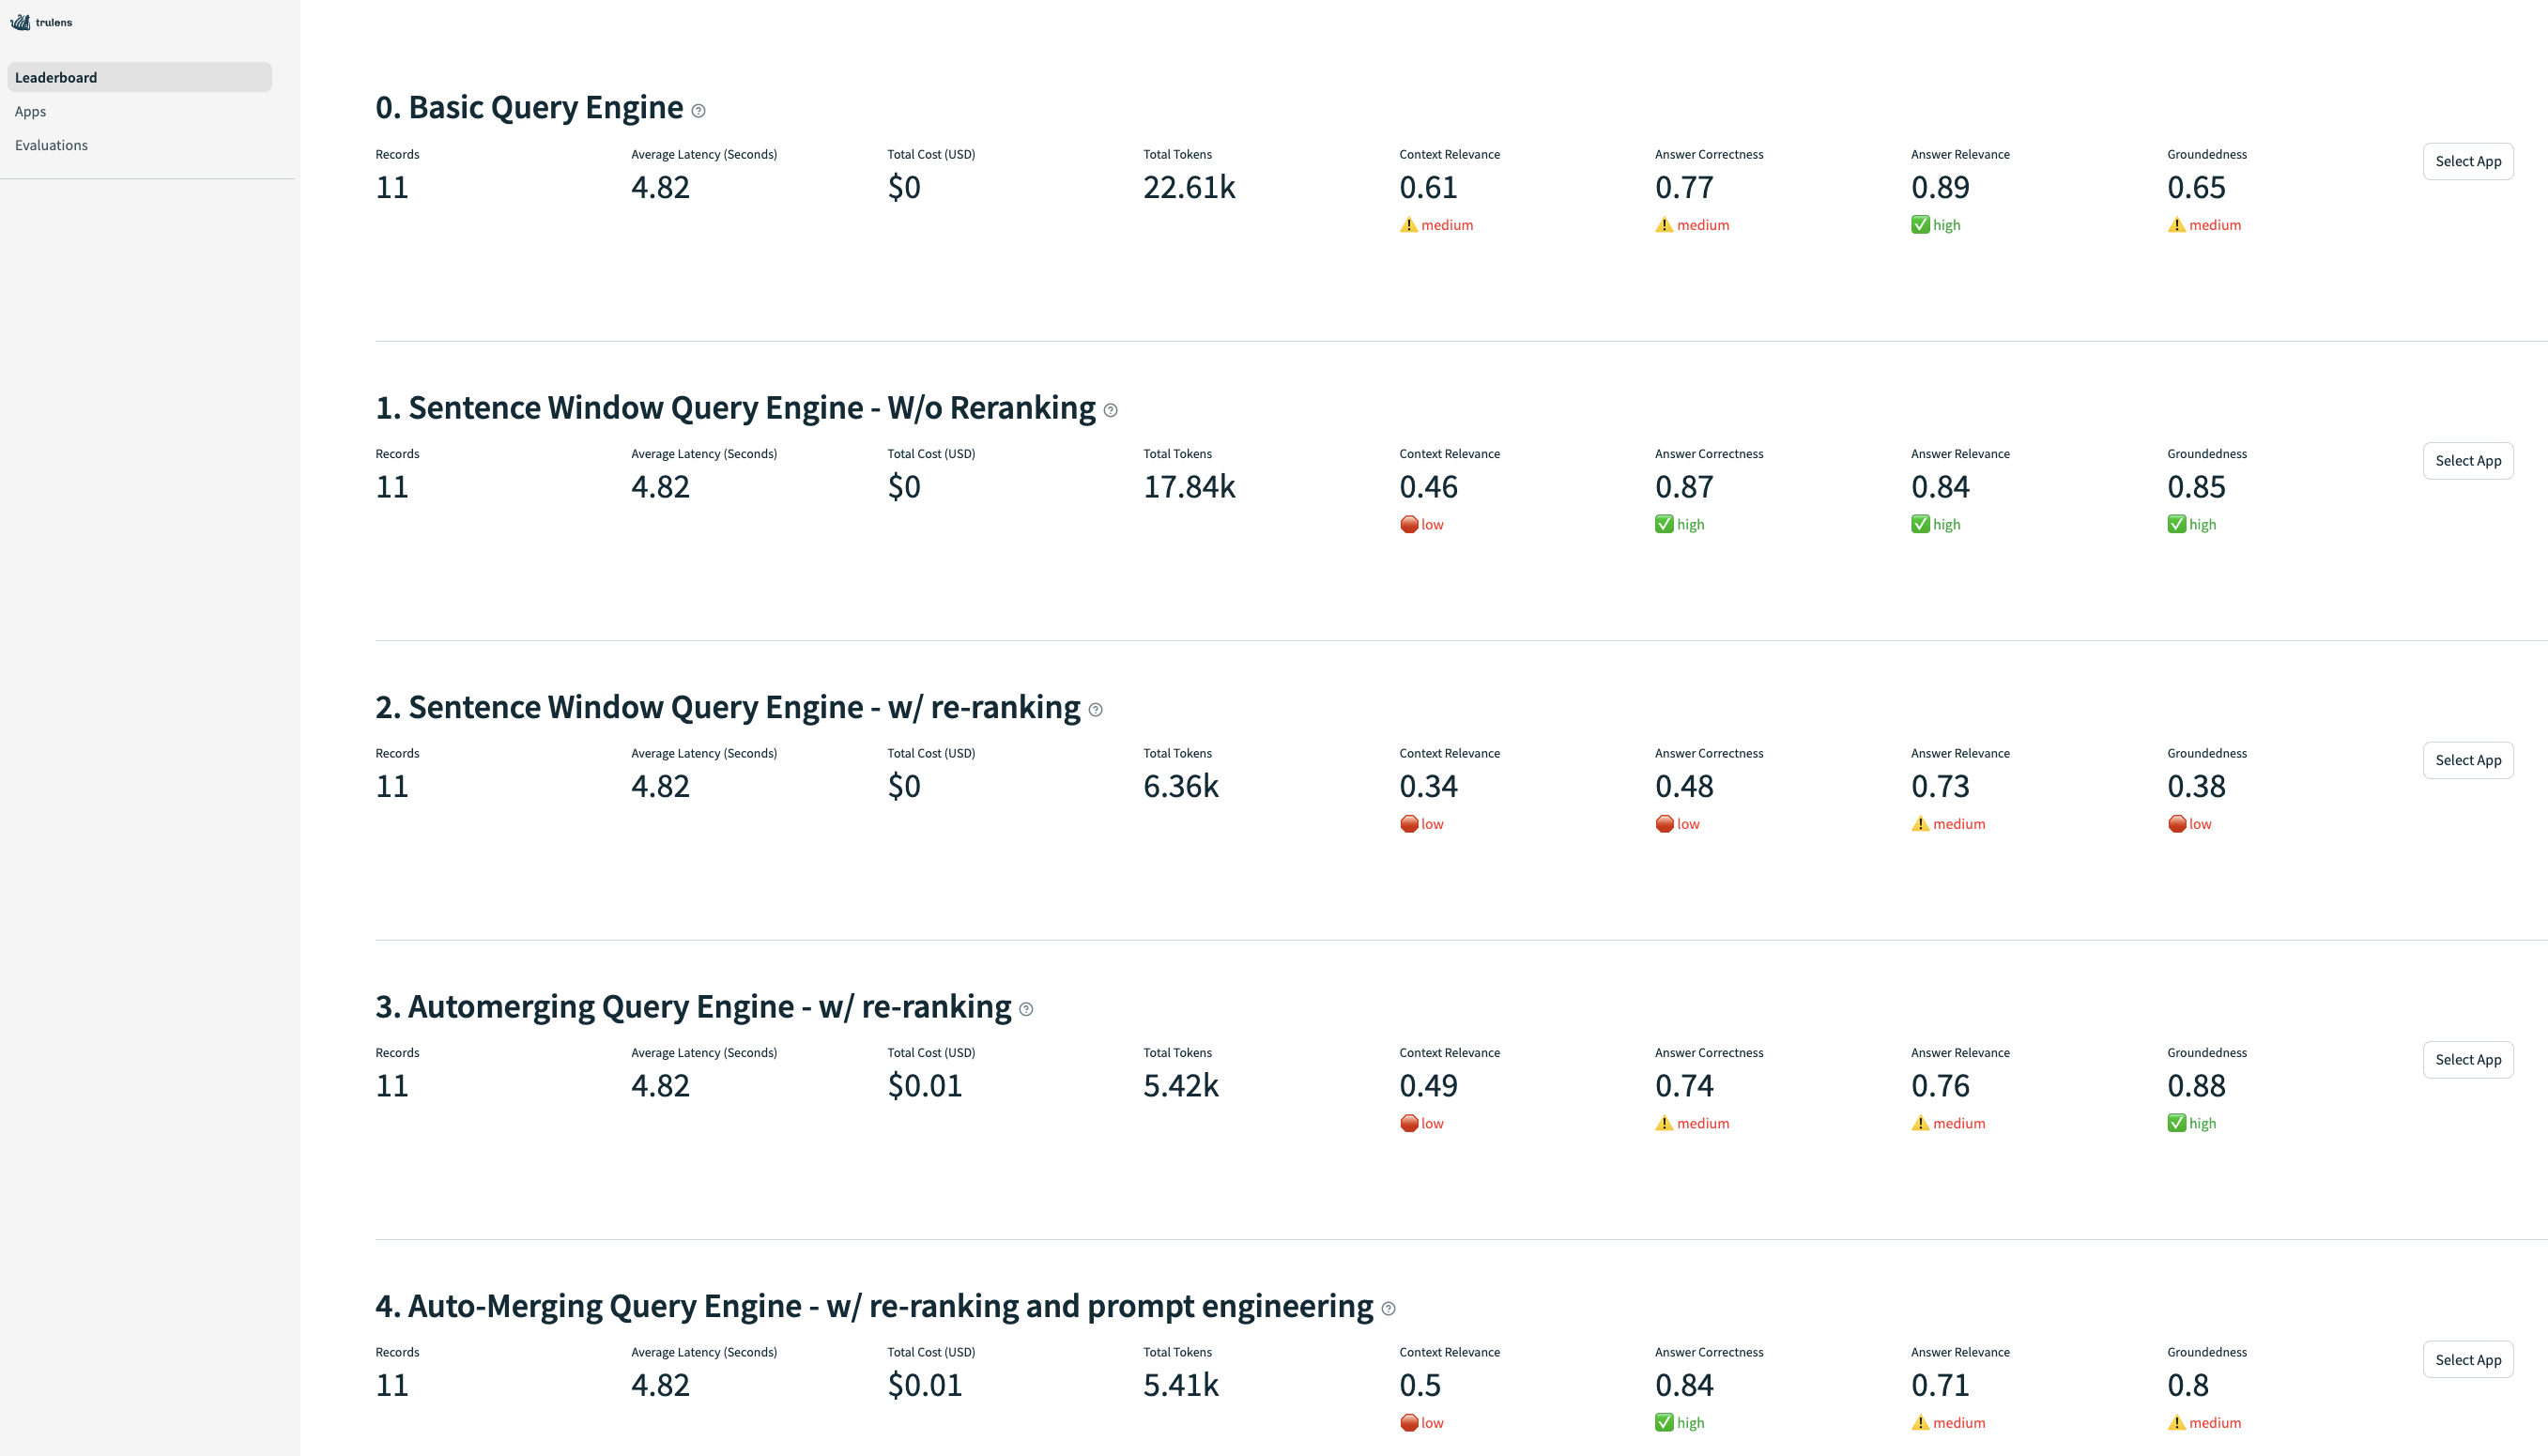 trulens
Leaderboard
Apps
Evaluations
0. Basic Query Engine
Records Average Latency (Seconds) Total Cost (USD) Total Tokens Context Relevance Answer Correctness Answer Relevance Groundedness Select App
11 4.82 $0 22.61k 0.61 0.77 0.89 0.65
medium medium high medium
1. Sentence Window Query Engine - W/o Reranking
Records Average Latency (Seconds) Total Cost (USD) Total Tokens Context Relevance Answer Correctness Answer Relevance Groundedness Select App
11 4.82 $0 17.84k 0.46 0.87 0.84 0.85
low high high high
2. Sentence Window Query Engine - w/ re-ranking
Records Average Latency (Seconds) Total Cost (USD) Total Tokens Context Relevance Answer Correctness Answer Relevance Groundedness Select App
11 4.82 $0 6.36k 0.34 0.48 0.73 0.38
low low medium low
3. Automerging Query Engine - w/ re-ranking
Records Average Latency (Seconds) Total Cost (USD) Total Tokens Context Relevance Answer Correctness Answer Relevance Groundedness Select App
11 4.82 $0.01 5.42k 0.49 0.74 0.76 0.88
low medium medium high
4. Auto-Merging Query Engine - w/ re-ranking and prompt engineering
Records Average Latency (Seconds) Total Cost (USD) Total Tokens Context Relevance Answer Correctness Answer Relevance Groundedness Select App
11 4.82 $0.01 5.41k 0.5 0.84 0.71 0.8
low high medium medium